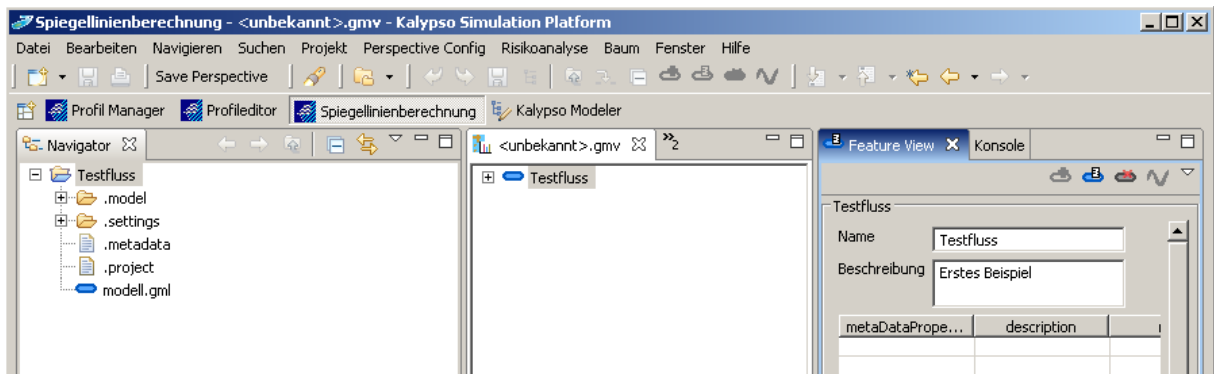 Spiegellinienberechnung - <unbekannt>.gmv - Kalypso Simulation Platform
Datei Bearbeiten Navigieren Suchen Projekt Perspective Config Risikoanalyse Baum Fenster Hilfe
Save Perspective
Profil Manager Profileditor Spiegellinienberechnung Kalypso Modeler
Navigator
Testfluss
.model
.settings
.metadata
.project
modell.gml
<unbekannt>.gmv »2
Testfluss
Feature View Konsole
Testfluss
Name Testfluss
Beschreibung Erstes Beispiel
metaDataPrope... description